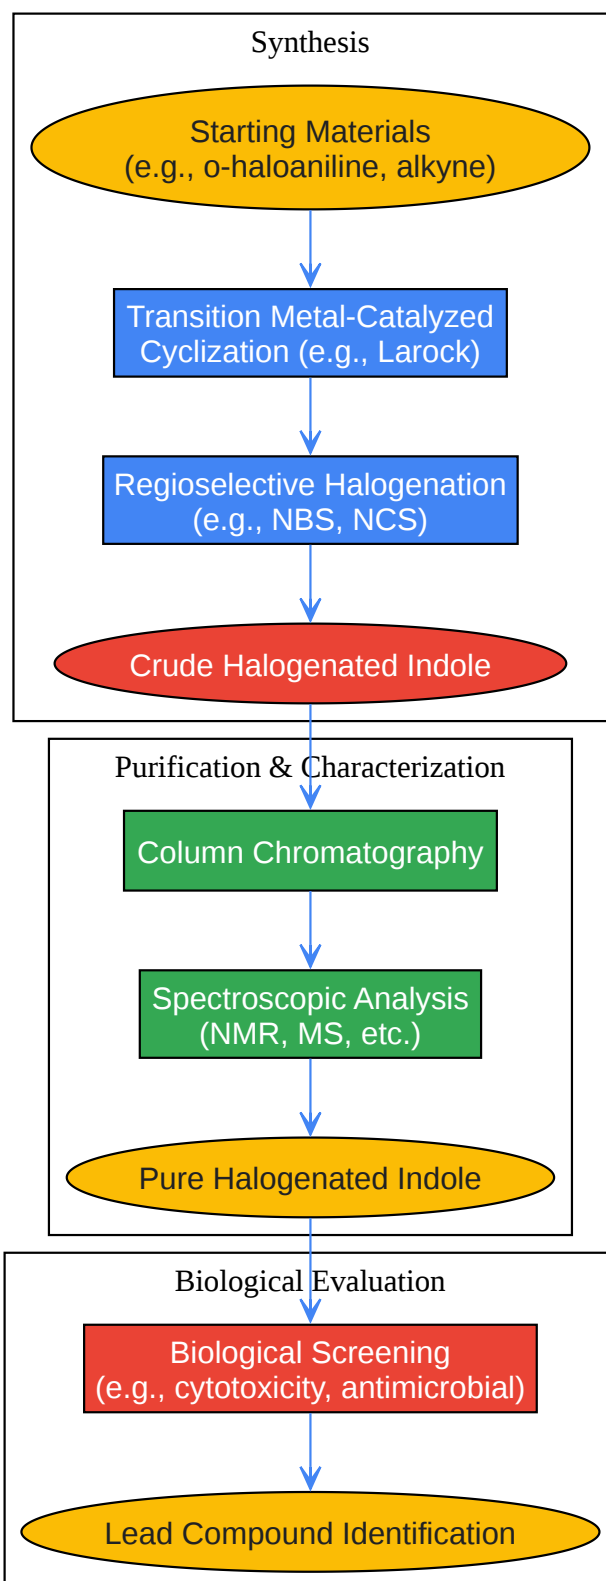 Synthesis
Starting Materials
(e.g., o-haloaniline, alkyne)
Transition Metal-Catalyzed
Cyclization (e.g., Larock)
Regioselective Halogenation
(e.g., NBS, NCS)
Crude Halogenated Indole
Purification & Characterization
Column Chromatography
Spectroscopic Analysis
(NMR, MS, etc.)
Pure Halogenated Indole
Biological Evaluation
Biological Screening
(e.g., cytotoxicity, antimicrobial)
Lead Compound Identification